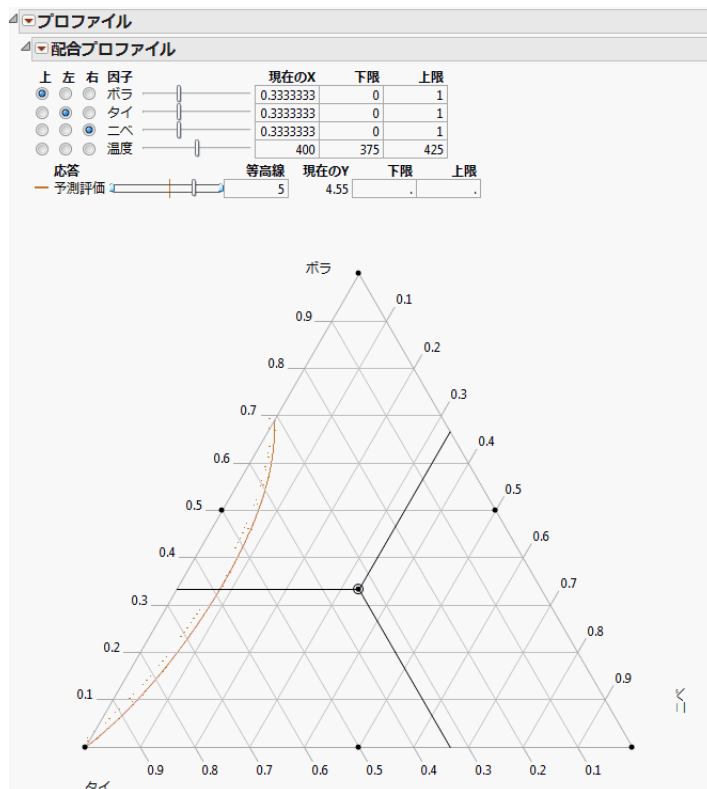 プロファイル
配合プロファイル
上 左 右 因子 現在のX 下限 上限
ボラ 0.3333333 0 1
タイ 0.3333333 0 1
ニベ 0.3333333 0 1
温度 400 375 425
応答 等高線 現在のY 下限 上限
予測評価 5 4.55 . .
ボラ
0.1
0.9
0.2
0.8
0.3
0.7
0.4
0.6
0.5
0.5
0.6
0.4
0.7
0.3
0.8
0.2
0.9
0.1
ニベ
0.9 0.8 0.7 0.6 0.5 0.4 0.3 0.2 0.1
タイ